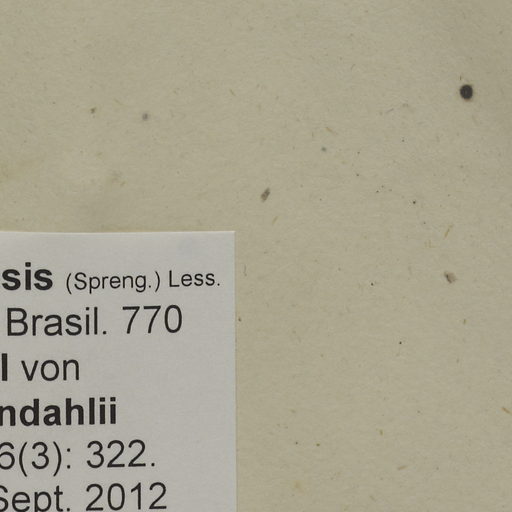 sis (Spreng.) Less.
Brasil. 770
l von
ndahlii
6(3): 322.
Sept. 2012